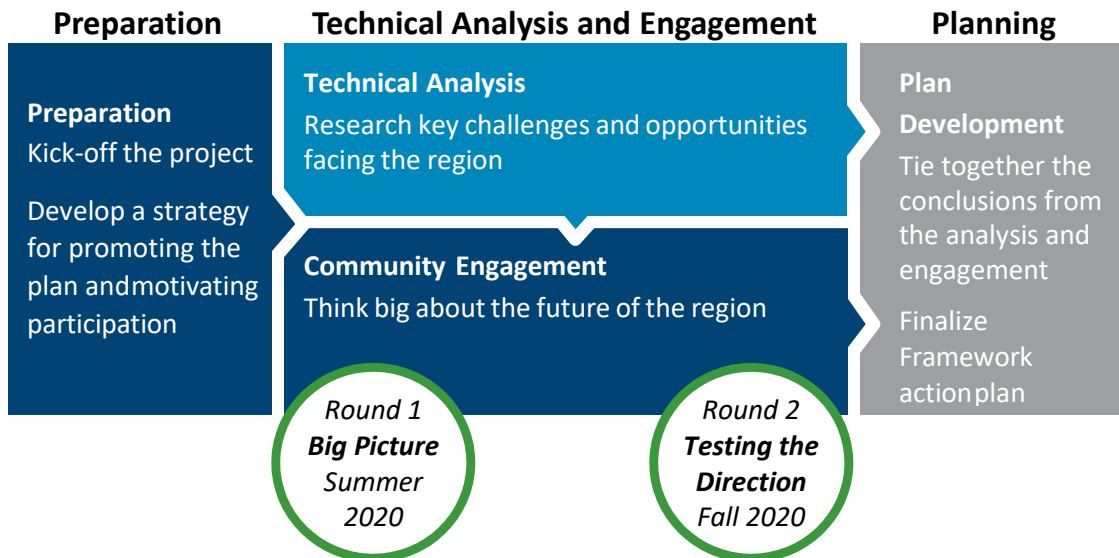 Preparation
Technical Analysis and Engagement
Planning
Preparation
Kick-off the project
Develop a strategy
for promoting the
plan andmotivating
participation
Technical Analysis
Research key challenges and opportunities
facing the region
Community Engagement
Think big about the future of the region
Round 1
Big Picture
Summer
2020
Round 2
Testing the
Direction
Fall 2020
Plan
Development
Tie together the
conclusions from
the analysis and
engagement
Finalize
Framework
actionplan